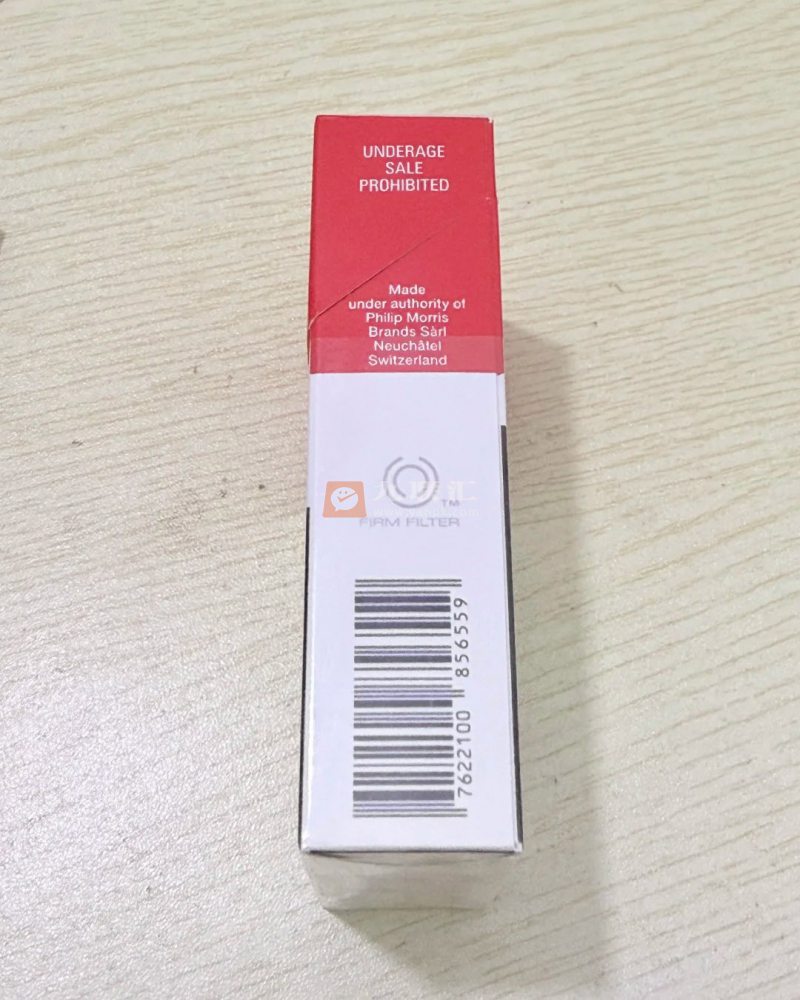 UNDERAGE
SALE
PROHIBITED
Made
under authority of
Philip Morris
Brands Sàrl
Neuchâtel
Switzerland
TM
FIRM FILTER
7622100 856559